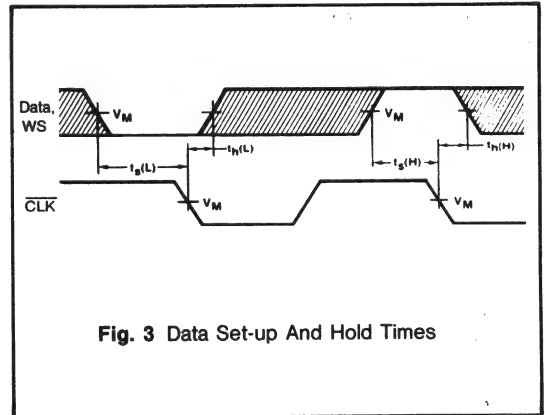 Data,
WS
VM
VM
ts(L)
th(L)
ts(H)
th(H)
CLK
VM
VM
Fig. 3 Data Set-up And Hold Times